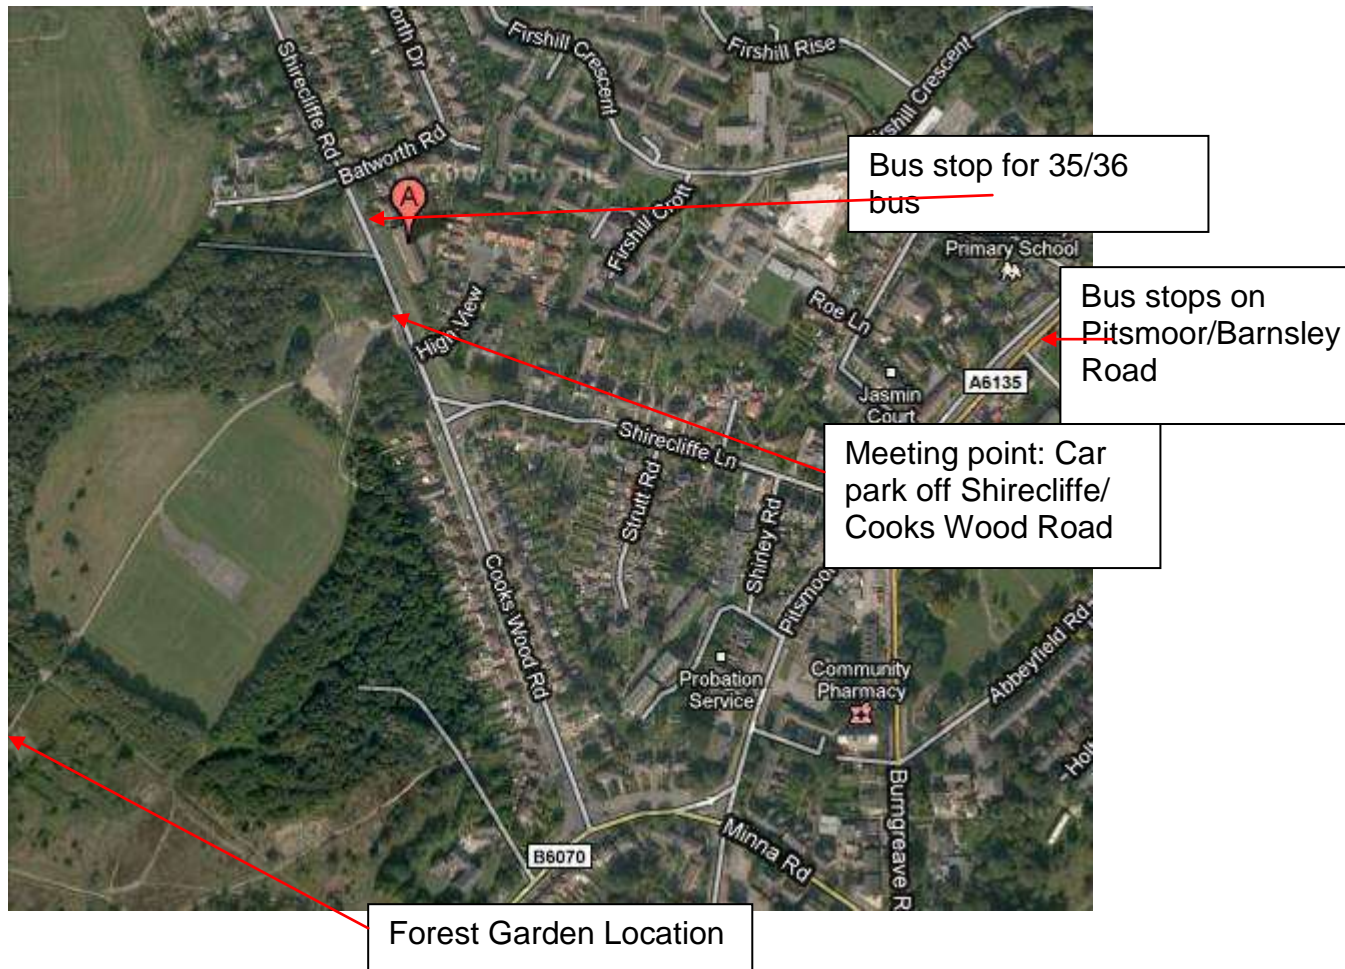 Firshill Crescent
Firshill Rise
orth Dr
Shirecliffe Rd
Firshill Crescent
Bus stop for 35/36
bus
Batworth Rd
A
Firshill Croft
Primary School
Bus stops on
Pitsmoor/Barnsley
Road
High View
Roe Ln
A6135
Jasmin
Court
Shirecliffe Ln
Meeting point: Car
park off Shirecliffe/
Cooks Wood Road
Strutt Rd
Shirley Rd
Cooks Wood Rd
Pitsmoor
Probation
Service
Community
Pharmacy
Abbeyfield Rd
Holl
Burngreave R
Minna Rd
B6070
Forest Garden Location